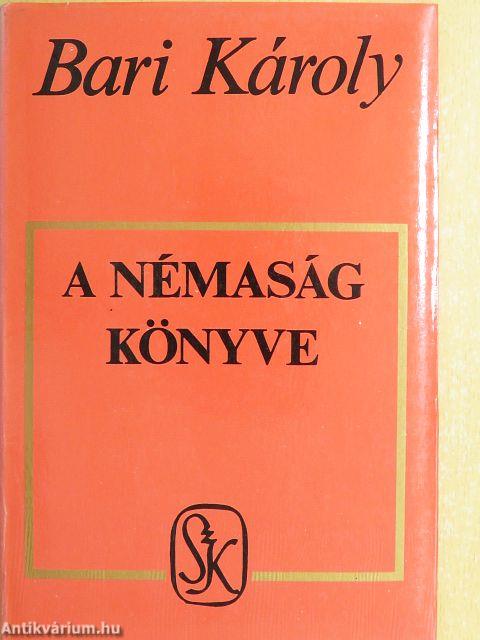 Bari Károly
A NÉMASÁG
KÖNYVE
SzK
Antikvárium.hu